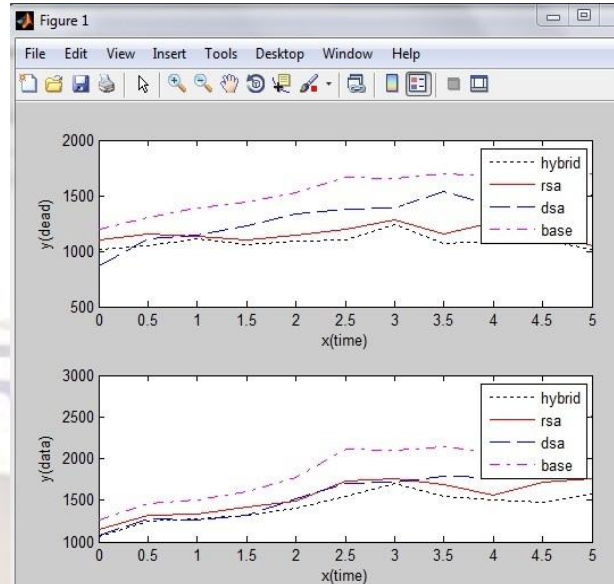 Figure 1
File Edit View Insert Tools Desktop Window Help
2000
1500
1000
500
y(dead)
0 0.5 1 1.5 2 2.5 3 3.5 4 4.5 5
x(time)
hybrid
rsa
dsa
base
3000
2500
2000
1500
1000
y(data)
0 0.5 1 1.5 2 2.5 3 3.5 4 4.5 5
x(time)
hybrid
rsa
dsa
base